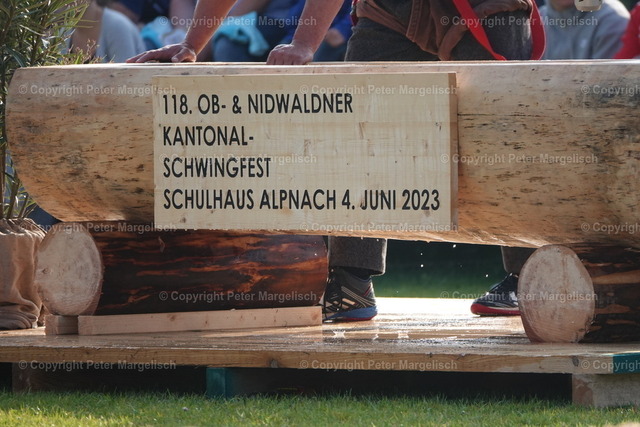 118. OB- & NIDWALDNER
KANTONAL-
SCHWINGFEST
SCHULHAUS ALPNACH 4. JUNI 2023
© Copyright Peter Margelisch